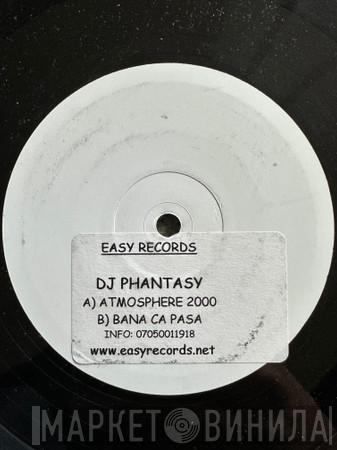 EASY RECORDS
DJ PHANTASY
A) ATMOSPHERE 2000
B) BANA CA PASA
INFO: 07050011918
www.easyrecords.net
МАРКЕТ ВИНИЛА